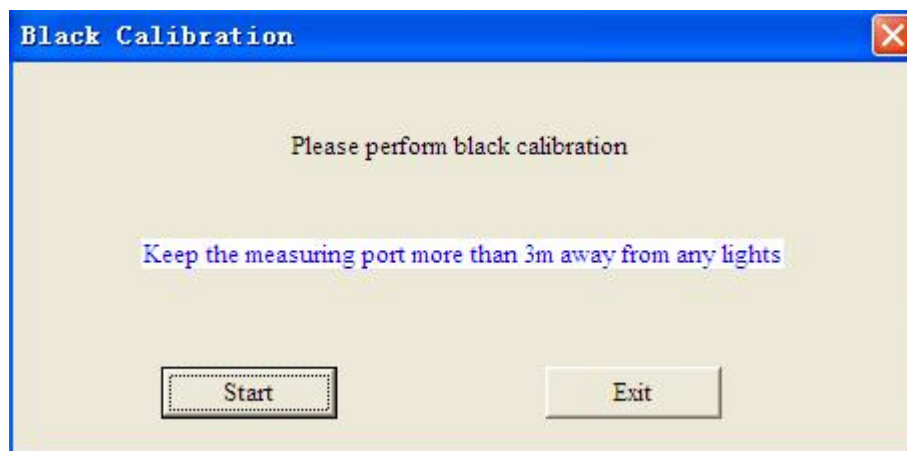 Black Calibration
Please perform black calibration
Keep the measuring port more than 3m away from any lights
Start
Exit